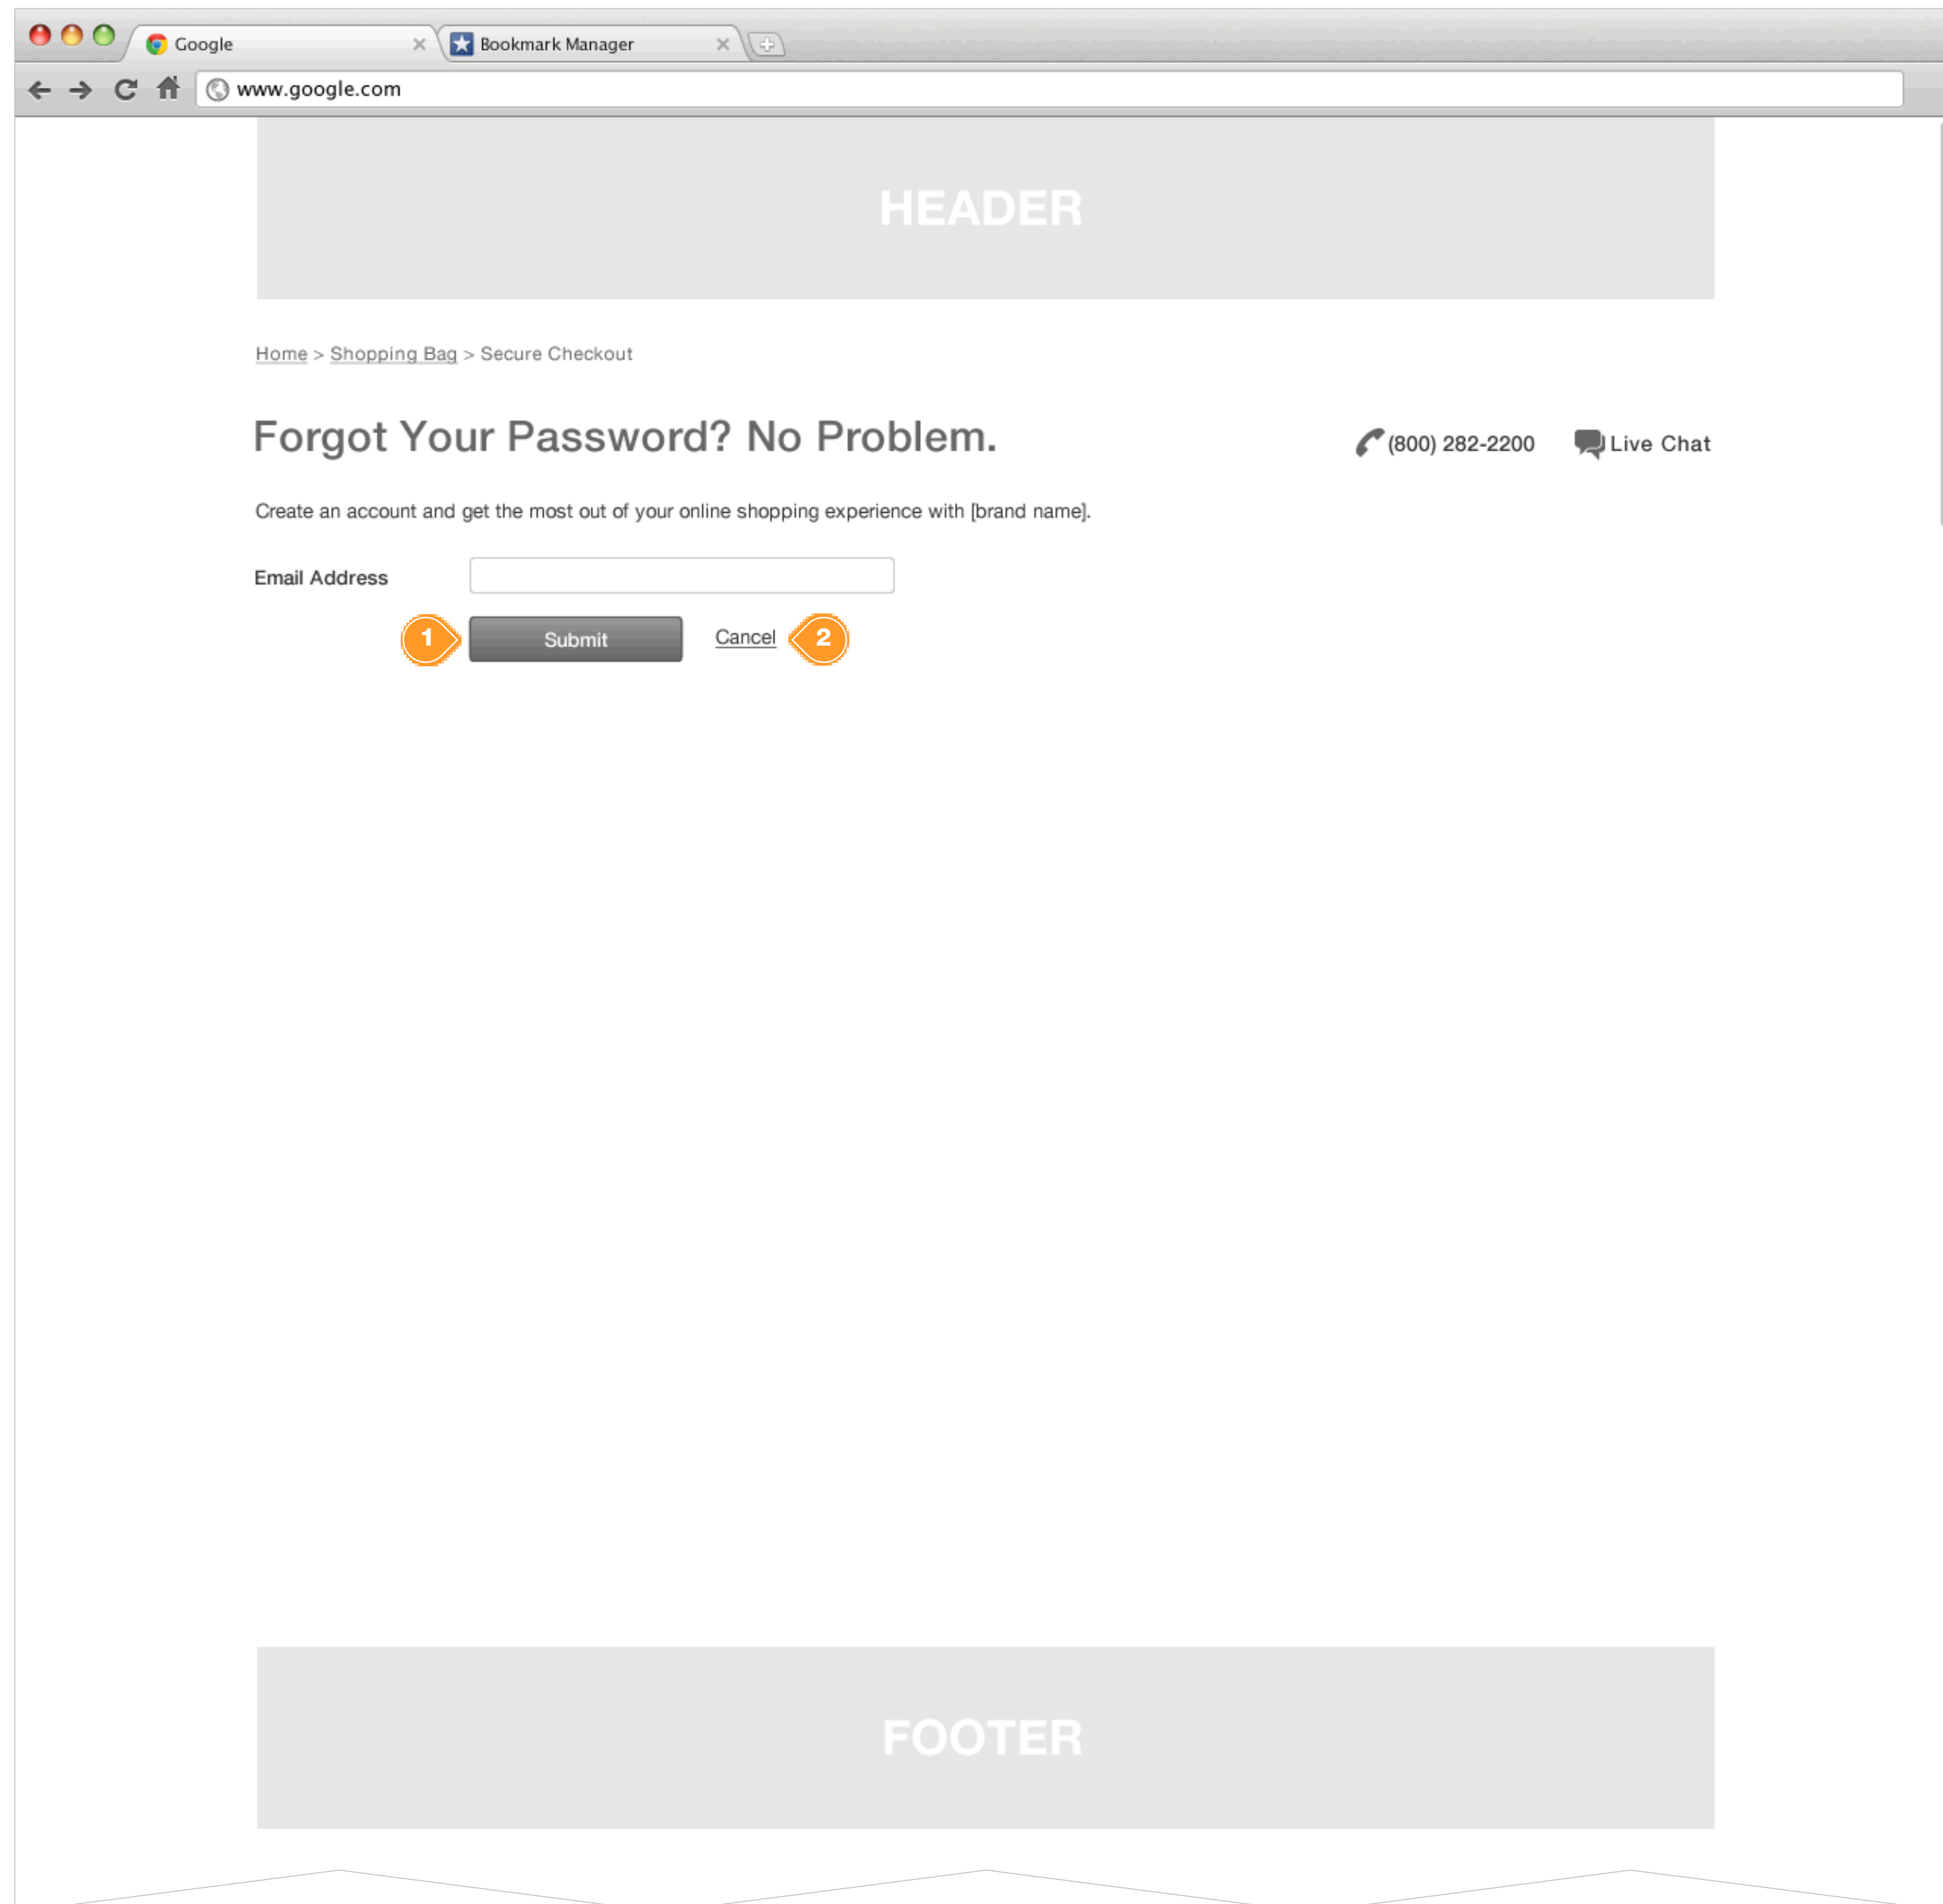 Google
Bookmark Manager
www.google.com
HEADER
Home > Shopping Bag > Secure Checkout
Forgot Your Password? No Problem.
(800) 282-2200
Live Chat
Create an account and get the most out of your online shopping experience with [brand name].
Email Address
1
Submit
Cancel
2
FOOTER